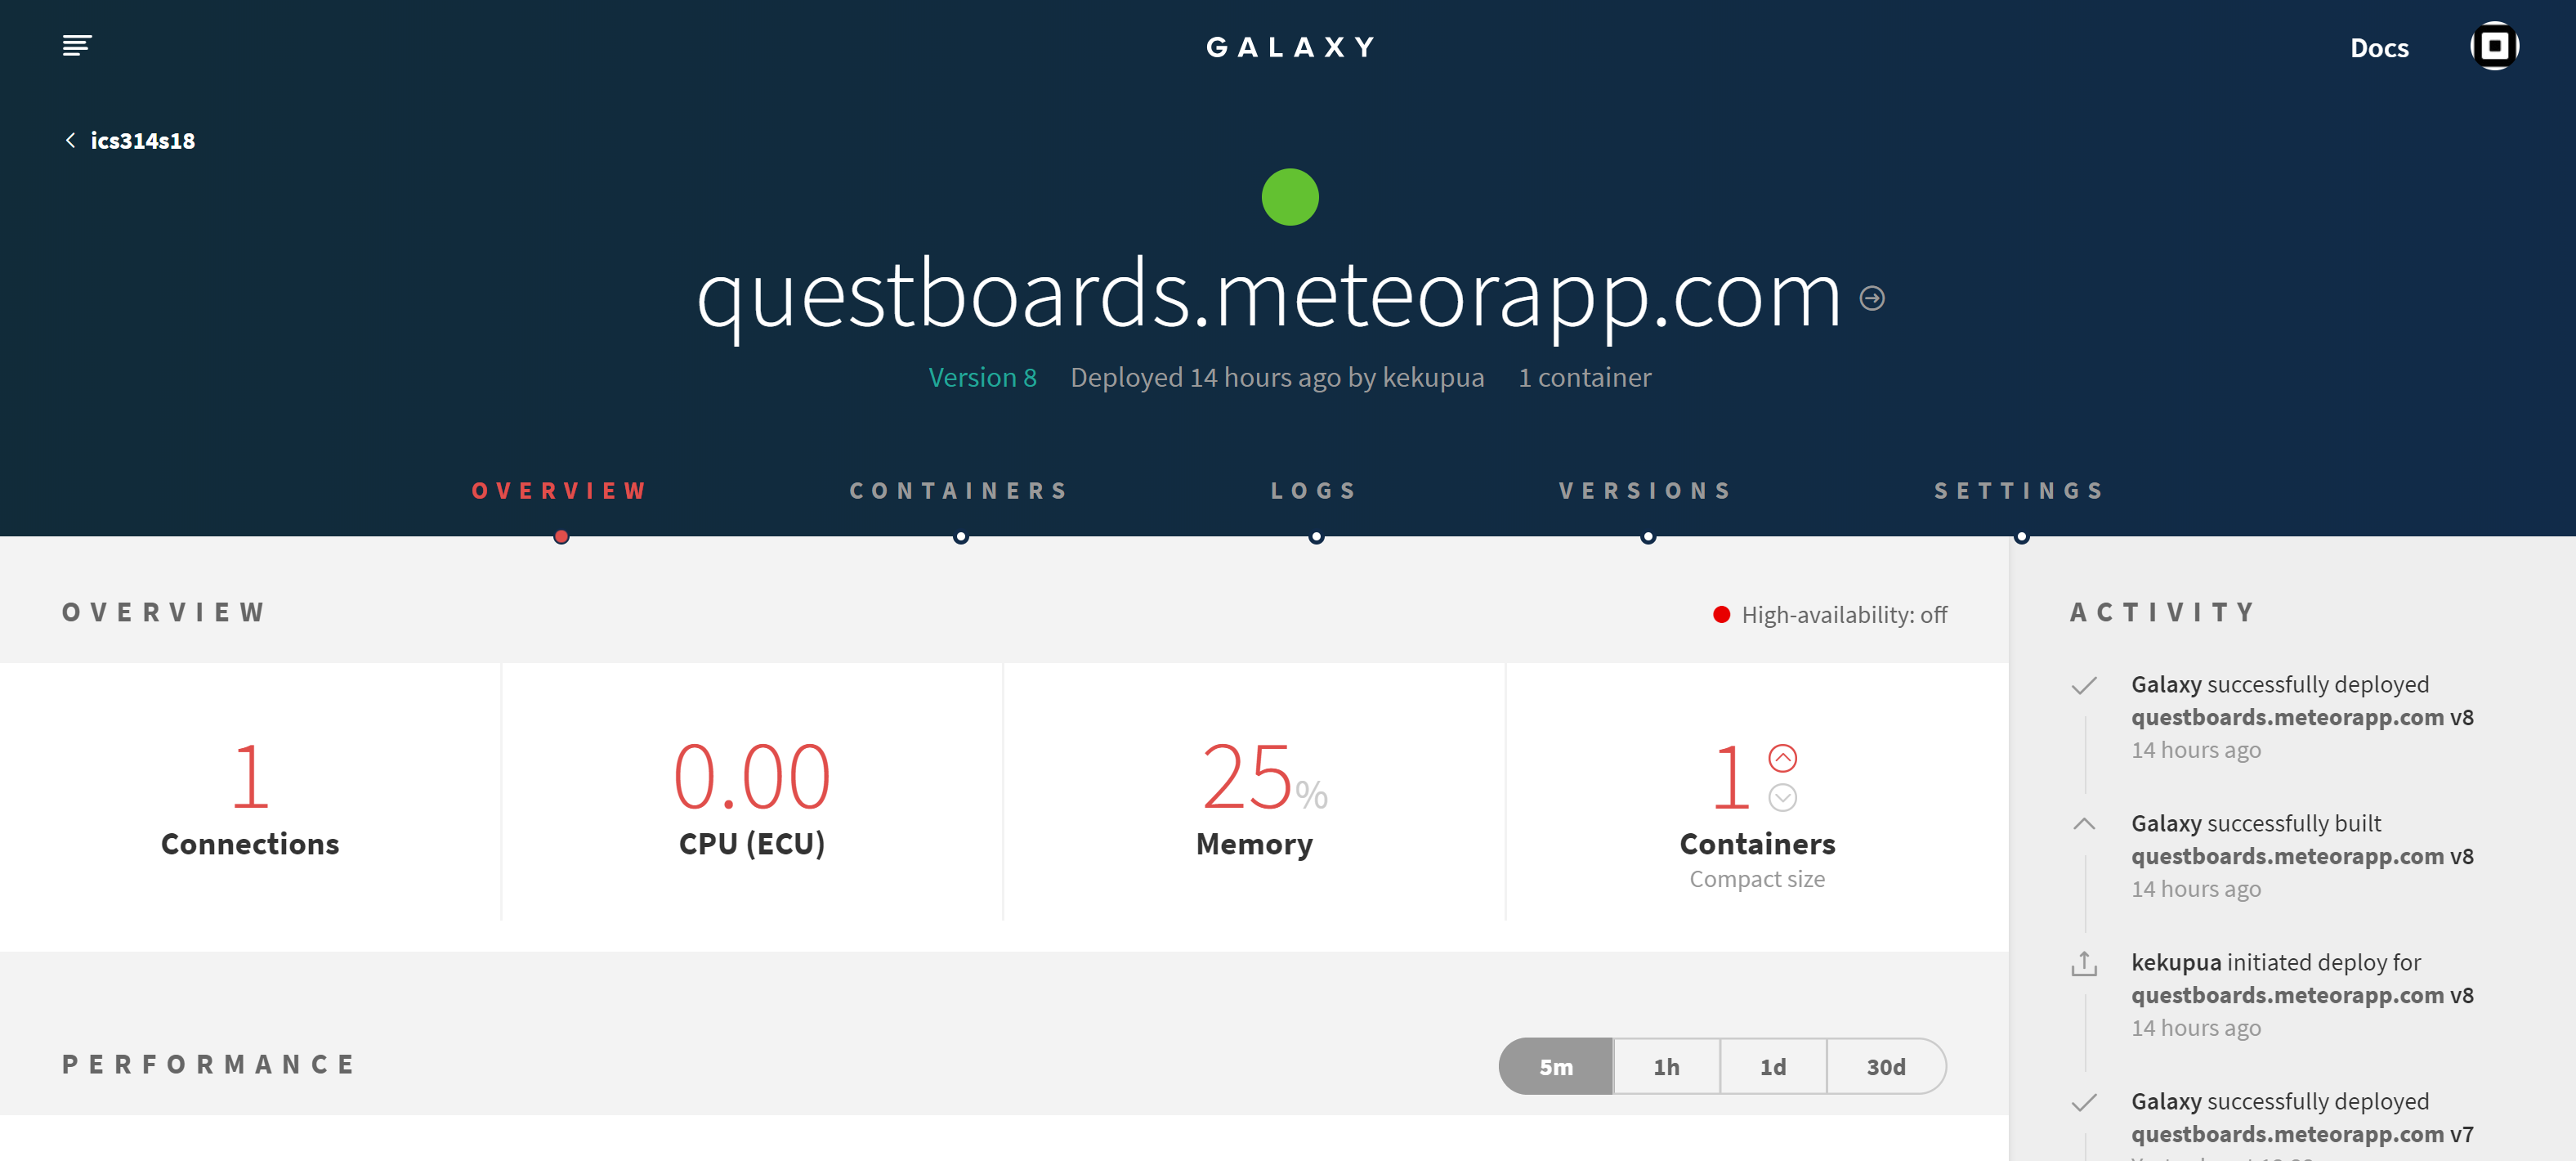 GALAXY
Docs
ics314s18
questboards.meteorapp.com
Version 8 Deployed 14 hours ago by kekupua 1 container
OVERVIEW CONTAINERS LOGS VERSIONS SETTINGS
OVERVIEW
High-availability: off
1
Connections
0.00
CPU (ECU)
25%
Memory
1
Containers
Compact size
PERFORMANCE
5m 1h 1d 30d
ACTIVITY
Galaxy successfully deployed
questboards.meteorapp.com v8
14 hours ago
Galaxy successfully built
questboards.meteorapp.com v8
14 hours ago
kekupua initiated deploy for
questboards.meteorapp.com v8
14 hours ago
Galaxy successfully deployed
questboards.meteorapp.com v7